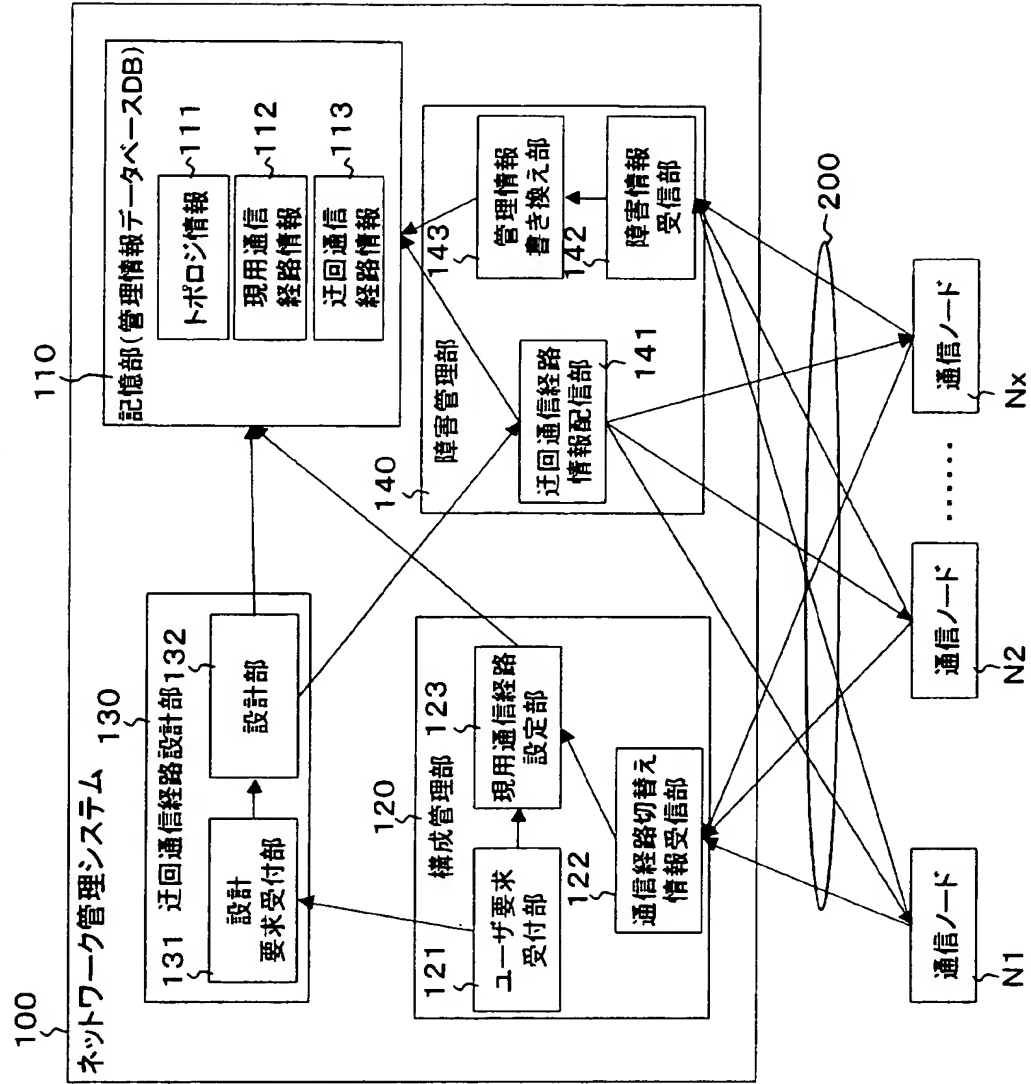 100
ネットワーク管理システム
110
記憶部(管理情報データベースDB)
トポロジ情報
111
現用通信
経路情報
112
迂回通信
経路情報
113
130
迂回通信経路設計部
131
設計
要求受付部
132
設計部
120
構成管理部
121
ユーザ要求
受付部
123
現用通信経路
設定部
122
通信経路切替え
情報受信部
140
障害管理部
141
迂回通信経路
情報配信部
143
管理情報
書き換え部
142
障害情報
受信部
200
通信ノード
N1
通信ノード
N2
······
通信ノード
Nx